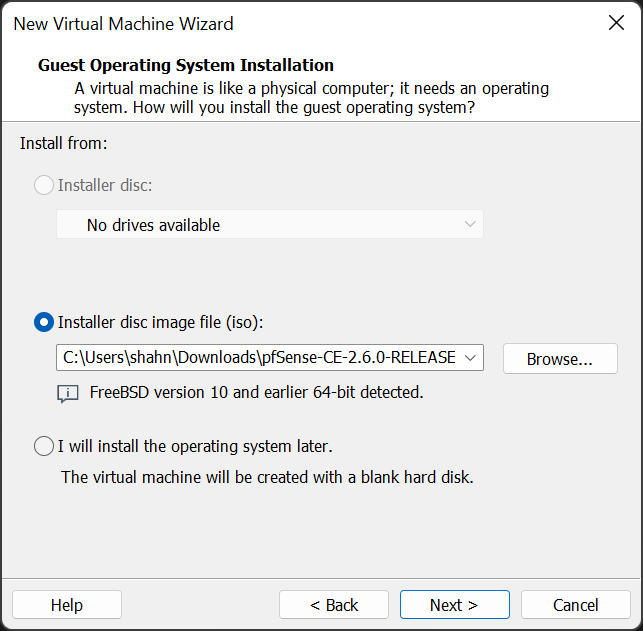 New Virtual Machine Wizard
Guest Operating System Installation
A virtual machine is like a physical computer; it needs an operating
system. How will you install the guest operating system?
Install from:
Installer disc:
No drives available
Installer disc image file (iso):
C:\Users\shahn\Downloads\pfSense-CE-2.6.0-RELEASE
Browse...
FreeBSD version 10 and earlier 64-bit detected.
I will install the operating system later.
The virtual machine will be created with a blank hard disk.
Help
< Back
Next >
Cancel